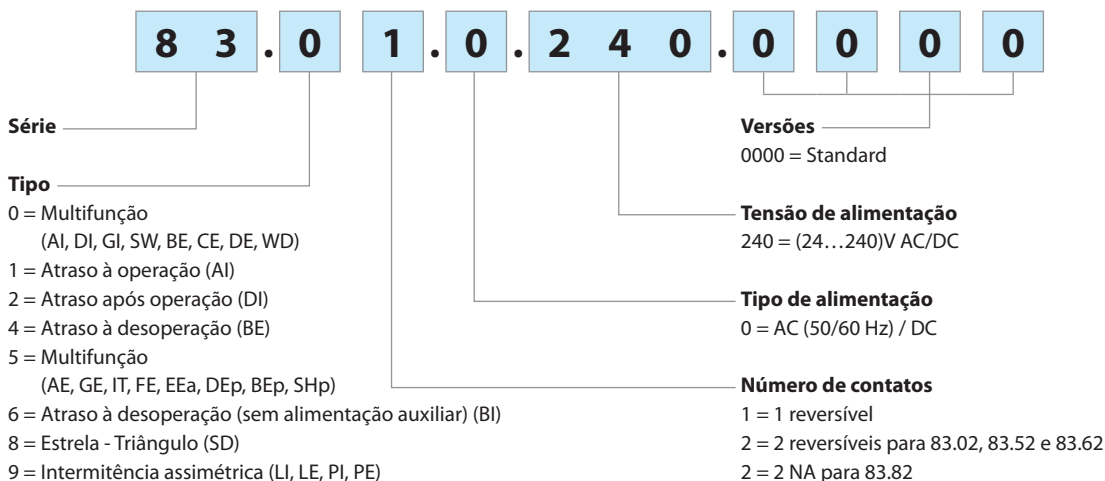 8 3 . 0 1 . 0 . 2 4 0 . 0 0 0 0
Série
Tipo
0 = Multifunção
(AI, DI, GI, SW, BE, CE, DE, WD)
1 = Atraso à operação (AI)
2 = Atraso após operação (DI)
4 = Atraso à desoperação (BE)
5 = Multifunção
(AE, GE, IT, FE, EEa, DEp, BEp, SHp)
6 = Atraso à desoperação (sem alimentação auxiliar) (BI)
8 = Estrela - Triângulo (SD)
9 = Intermitência assimétrica (LI, LE, PI, PE)
Versões
0000 = Standard
Tensão de alimentação
240 = (24…240)V AC/DC
Tipo de alimentação
0 = AC (50/60 Hz) / DC
Número de contatos
1 = 1 reversível
2 = 2 reversíveis para 83.02, 83.52 e 83.62
2 = 2 NA para 83.82